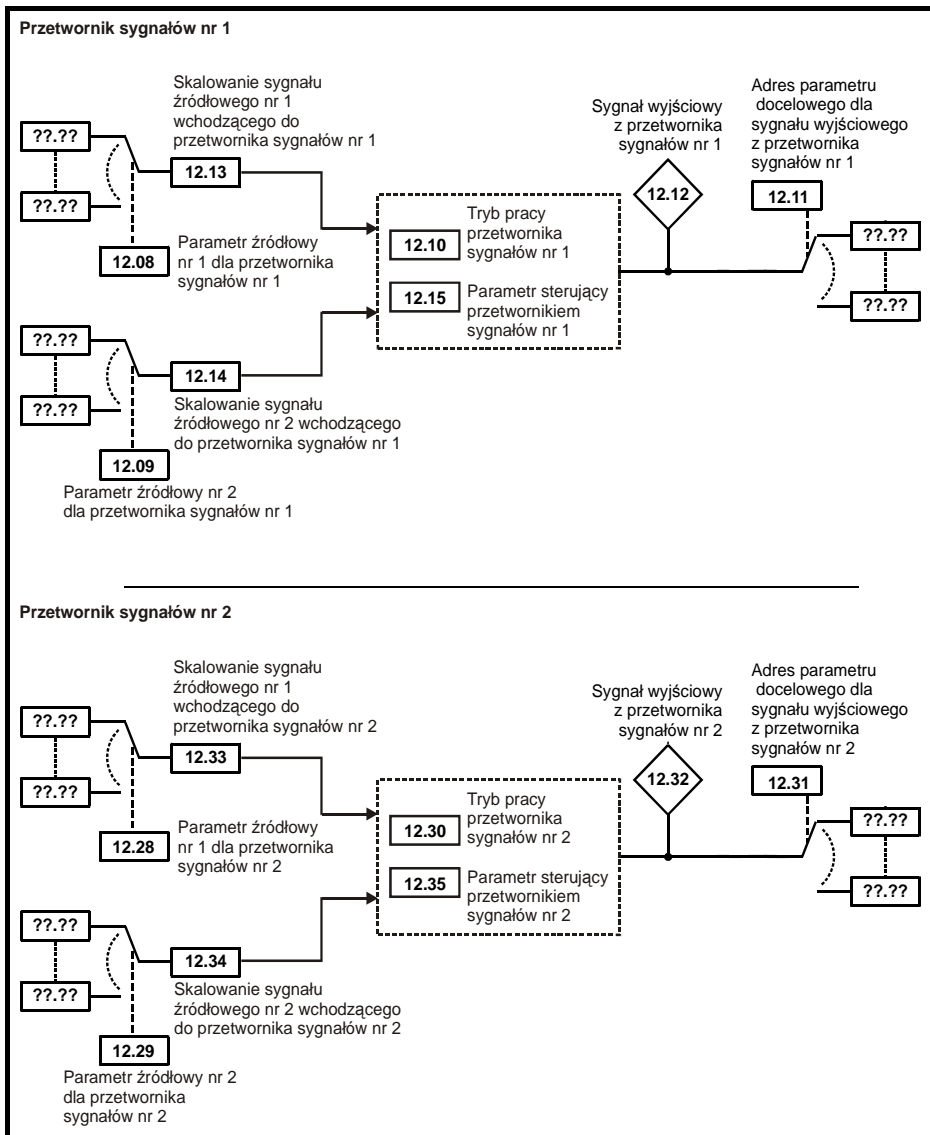 Przetwornik sygnałów nr 1
Skalowanie sygnału
źródłowego nr 1
wchodzącego do
przetwornika sygnałów nr 1
??.??
??.??
12.13
12.08
Parametr źródłowy
nr 1 dla przetwornika
sygnałów nr 1
??.??
??.??
12.14
Skalowanie sygnału
źródłowego nr 2 wchodzącego
do przetwornika sygnałów nr 1
12.09
Parametr źródłowy nr 2
dla przetwornika sygnałów nr 1
12.10
Tryb pracy
przetwornika
sygnałów nr 1
12.15
Parametr sterujący
przetwornikiem
sygnałów nr 1
Sygnał wyjściowy
z przetwornika
sygnałów nr 1
12.12
Adres parametru
docelowego dla
sygnału wyjściowego
z przetwornika
sygnałów nr 1
12.11
??.??
??.??
Przetwornik sygnałów nr 2
Skalowanie sygnału
źródłowego nr 1
wchodzącego do
przetwornika sygnałów nr 2
??.??
??.??
12.33
12.28
Parametr źródłowy
nr 1 dla przetwornika
sygnałów nr 2
??.??
??.??
12.34
Skalowanie sygnału
źródłowego nr 2 wchodzącego
do przetwornika sygnałów nr 2
12.29
Parametr źródłowy nr 2
dla przetwornika
sygnałów nr 2
12.30
Tryb pracy
przetwornika
sygnałów nr 2
12.35
Parametr sterujący
przetwornikiem
sygnałów nr 2
Sygnał wyjściowy
z przetwornika
sygnałów nr 2
12.32
Adres parametru
docelowego dla
sygnału wyjściowego
z przetwornika
sygnałów nr 2
12.31
??.??
??.??